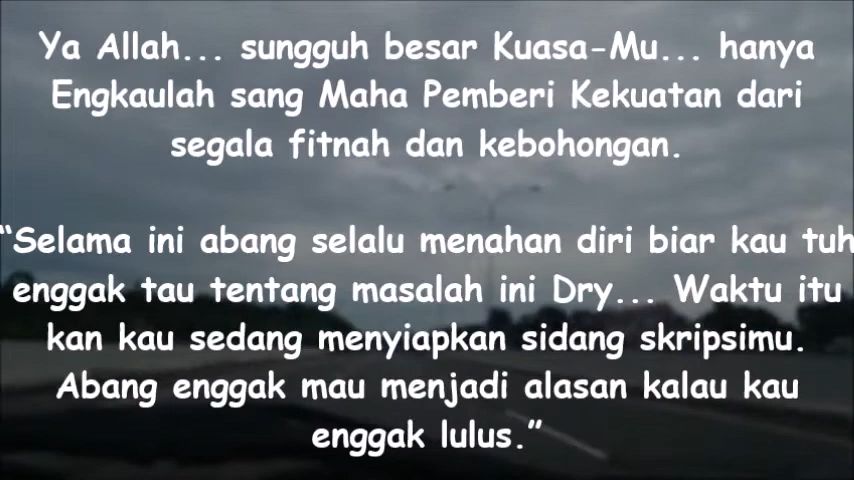 Ya Allah... sungguh besar Kuasa-Mu... hanya
Engkaulah sang Maha Pemberi Kekuatan dari
segala fitnah dan kebohongan.
“Selama ini abang selalu menahan diri biar kau tuh
enggak tau tentang masalah ini Dry... Waktu itu
kan kau sedang menyiapkan sidang skripsimu.
Abang enggak mau menjadi alasan kalau kau
enggak lulus.”